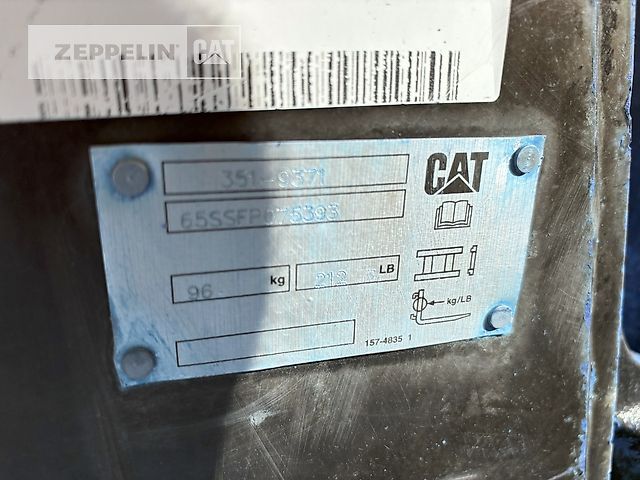 ZEPPELIN CAT
351-9371
CAT
kg
LB
96
212
kg/LB
157-4835 1